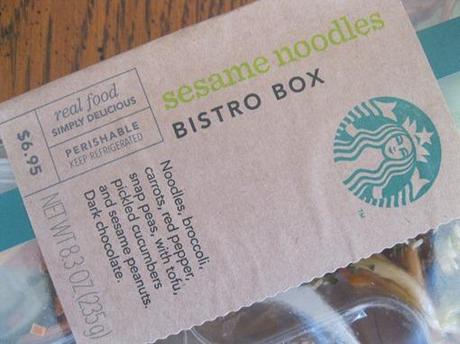 sesame noodles
BISTRO BOX
real food
SIMPLY DELICIOUS
PERISHABLE
KEEP REFRIGERATED
$6.95
Noodles, broccoli,
carrots, red pepper,
snap peas, with tofu,
pickled cucumbers
and sesame peanuts.
Dark chocolate.
NET WT 8.3 OZ (235g)
TM